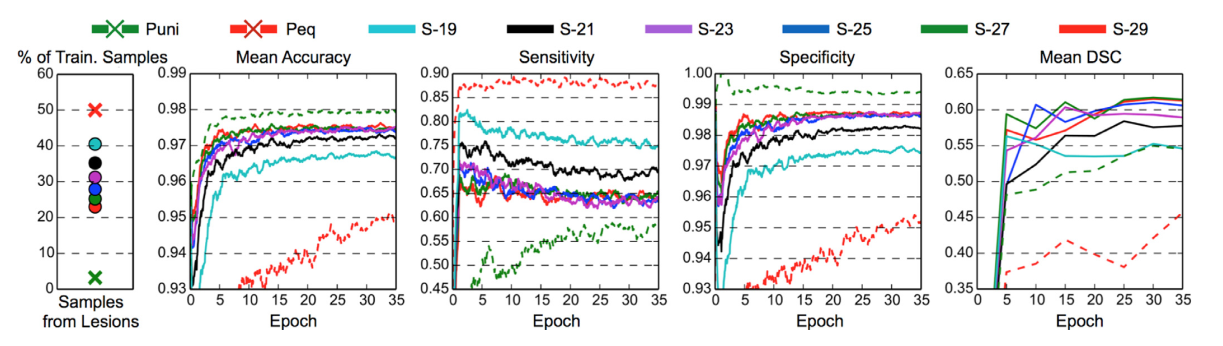 Puni Peq S-19 S-21 S-23 S-25 S-27 S-29
% of Train. Samples Mean Accuracy Sensitivity Specificity Mean DSC
60 0.99 0.90 1.00 0.65
50 0.98 0.85 0.99 0.60
40 0.97 0.80 0.98 0.55
30 0.96 0.75 0.97 0.50
20 0.95 0.70 0.96 0.45
10 0.94 0.65 0.95 0.40
0 0.93 0.60 0.94 0.35
0.55 0.93
0.50
0.45
0 5 10 15 20 25 30 35 0 5 10 15 20 25 30 35 0 5 10 15 20 25 30 35 0 5 10 15 20 25 30 35
Samples
from Lesions
Epoch Epoch Epoch Epoch